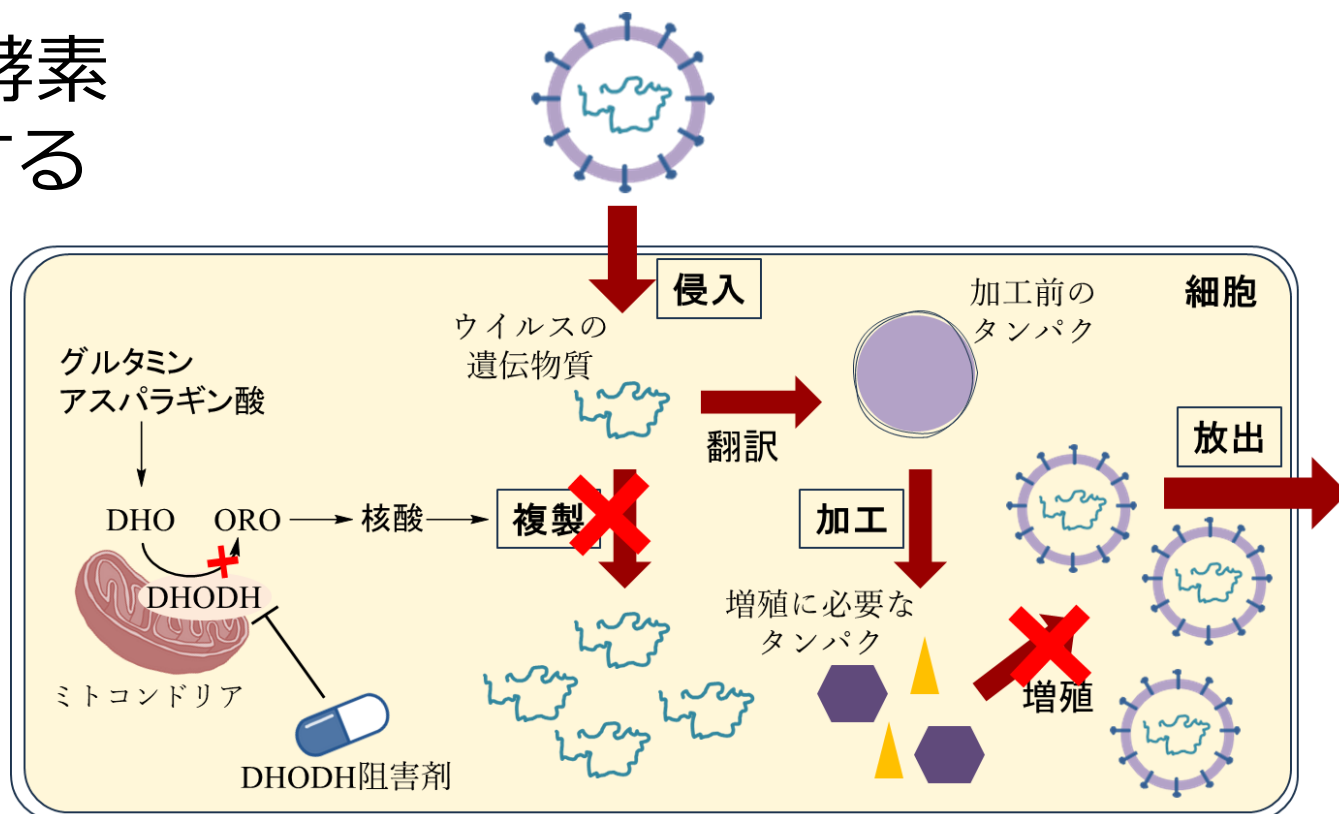 酵素
する
侵入
細胞
加工前の
タンパク
ウイルスの
遺伝物質
グルタミン
アスパラギン酸
翻訳
放出
DHO
ORO
核酸
複製
加工
DHODH
増殖に必要な
タンパク
ミトコンドリア
増殖
DHODH阻害剤